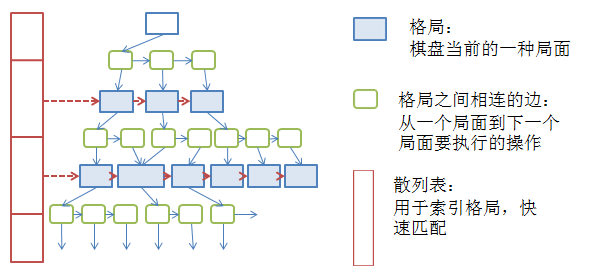 格局：
棋盘当前的一种局面
格局之间相连的边：
从一个局面到下一个
局面要执行的操作
散列表：
用于索引格局，快
速匹配